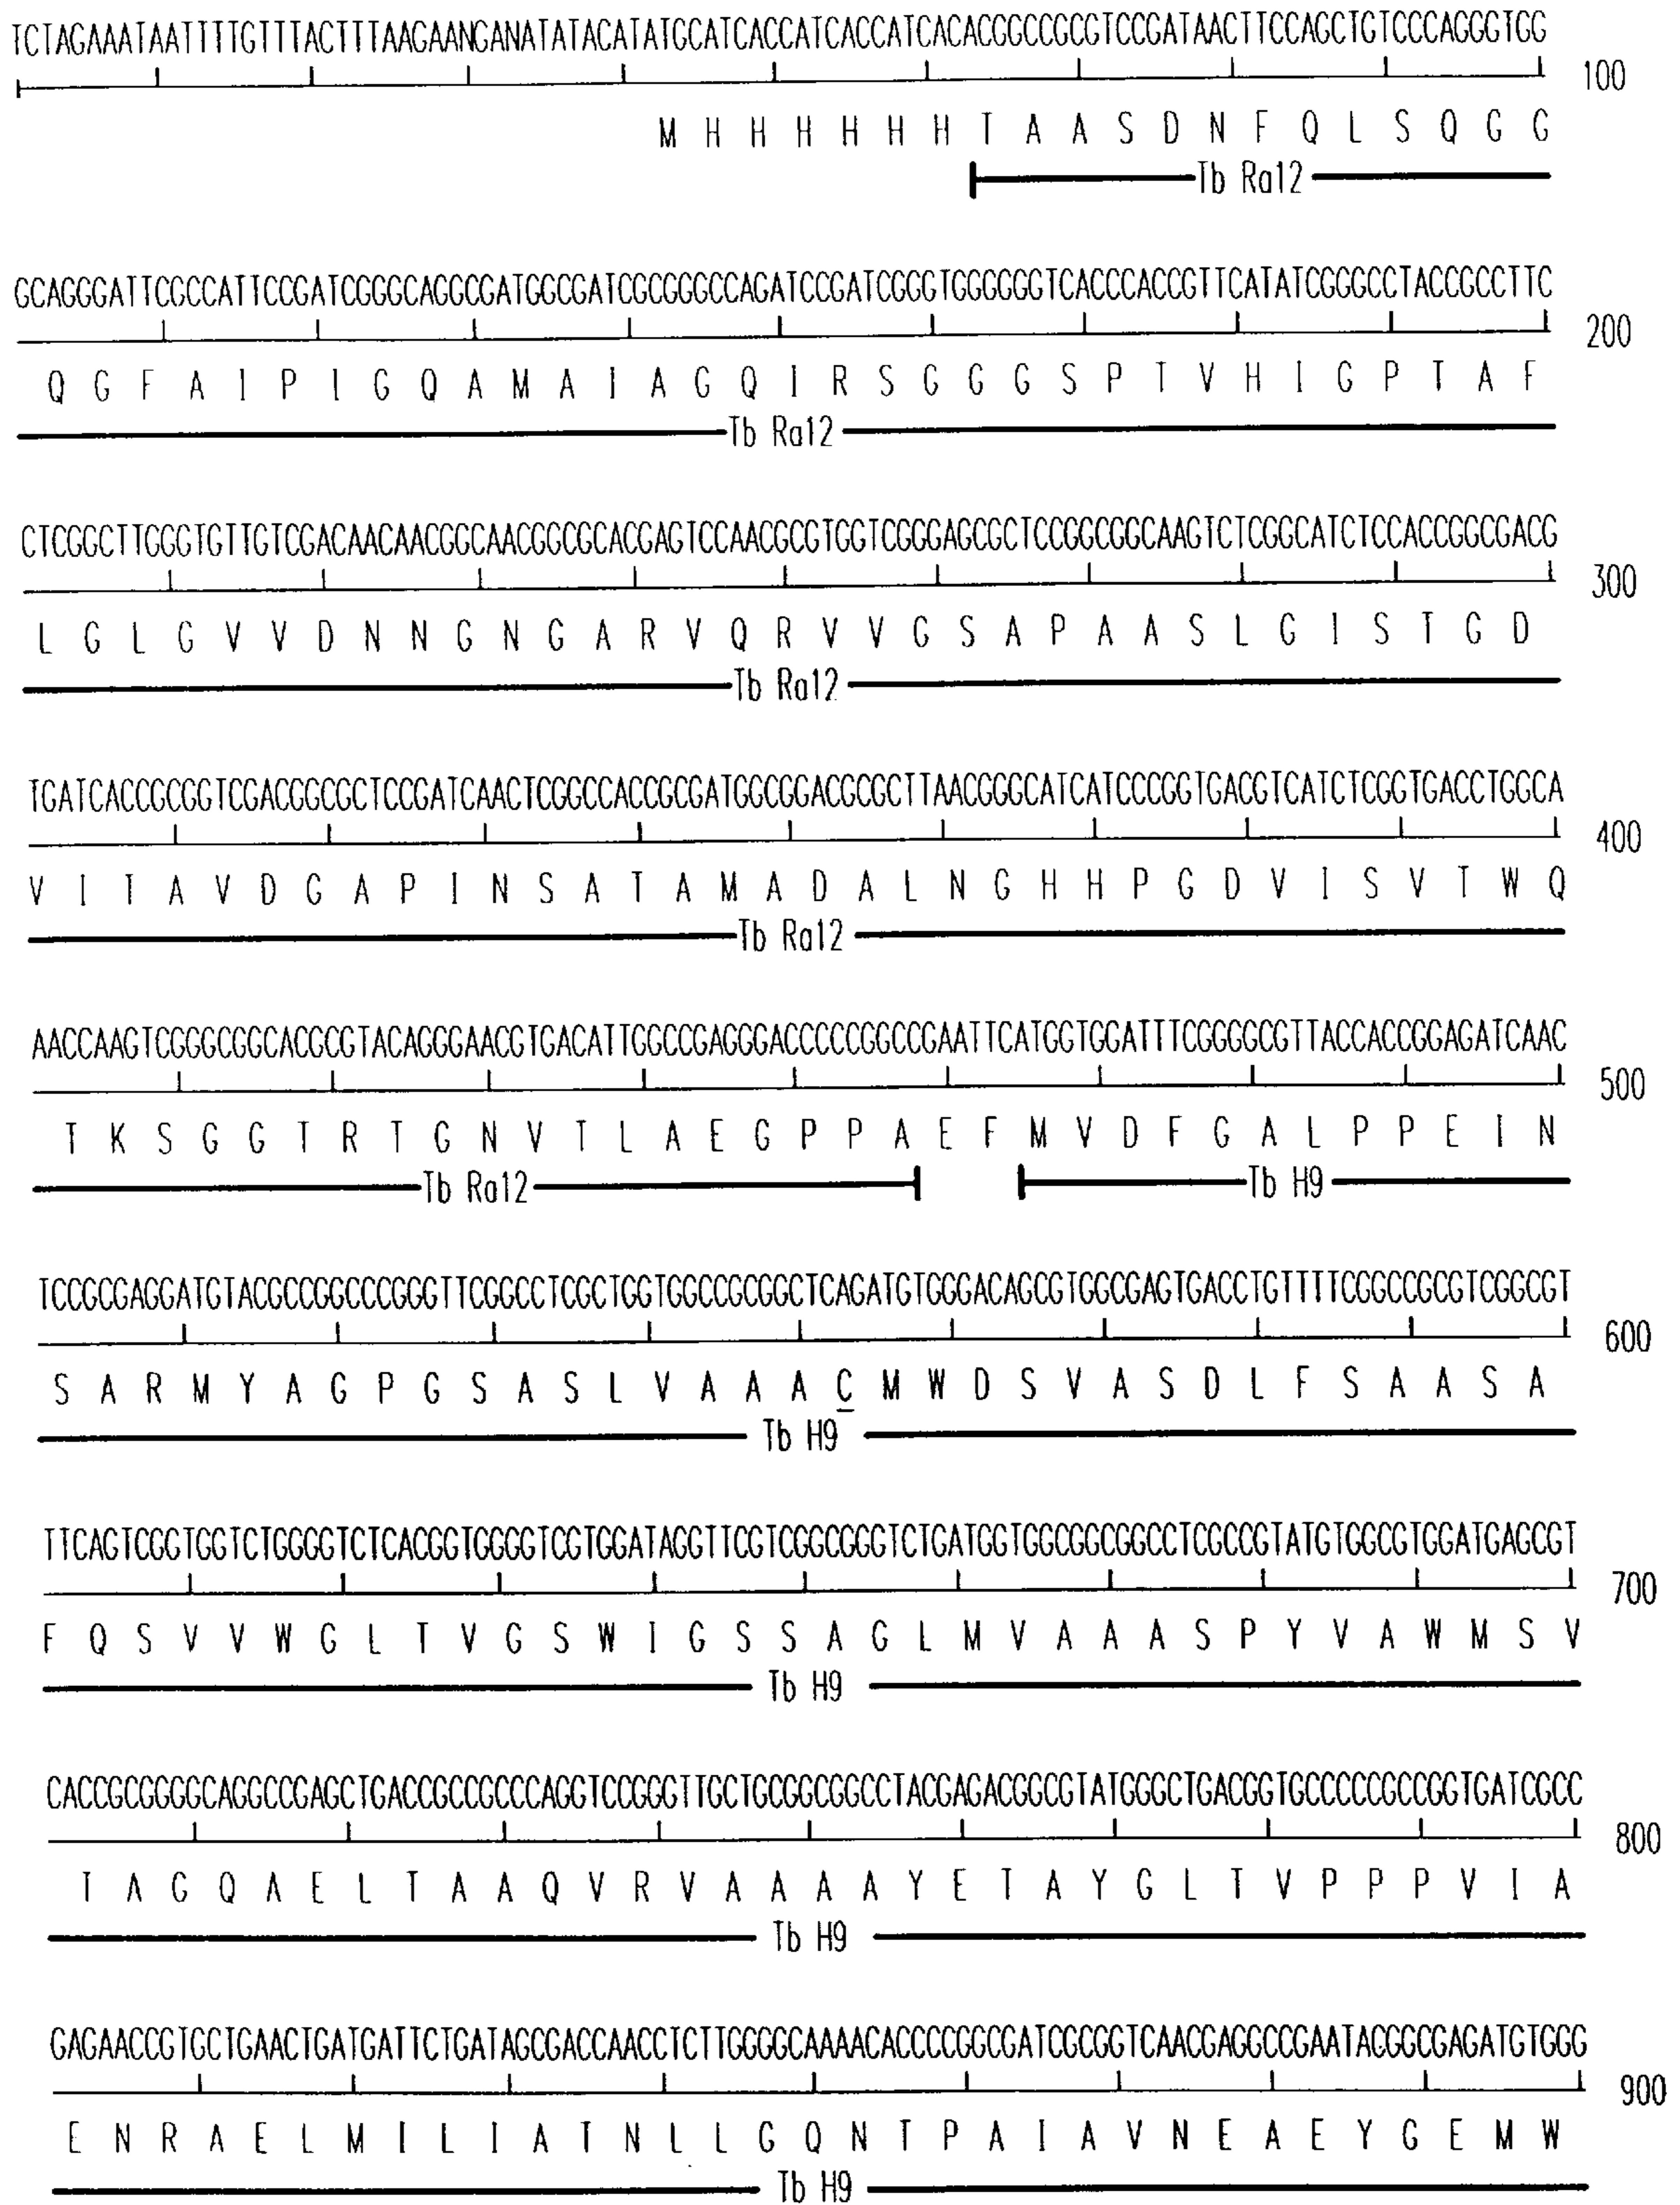 TCTAGAAATAATTTTGTTTACTTTAAGAANGANATATACATATGCATCACCATCACCATCACACGGCCGCGTCCGATAACTTCCAGCTGTCCCAGGGTGG
100
M H H H H H H T A A S D N F Q L S Q G G
Tb Ra12
GCAGGGATTCGCCATTCCGATCGGGCAGGCGATGGCGATCGCGGGCCAGATCCGATCGGGTGGGGGGTCACCCACCGTTCATATCGGGCCTACCGCCTTC
200
Q G F A I P I G Q A M A I A G Q I R S G G G S P T V H I G P T A F
Tb Ra12
CTCGGCTTGGGTGTTGTCGACAACAACGGCAACGGCGCACGAGTCCAACGCGTGGTCGGGAGCGCTCCGGCGGCAAGTCTCGGCATCTCCACCGGCGACG
300
L G L G V V D N N G N G A R V Q R V V G S A P A A S L G I S T G D
Tb Ra12
TGATCACCGCGGTCGACGGCGCTCCGATCAACTCGGCCACCGCGATGGCGGACGCGCTTAACGGGCATCATCCCGGTGACGTCATCTCGGTGACCTGGCA
400
V I T A V D G A P I N S A T A M A D A L N G H H P G D V I S V T W Q
Tb Ra12
AACCAAGTCGGGCGGCACGCGTACAGGGAACGTGACATTGGCCGAGGGACCCCCGGCCGAATTCATGGTGGATTTCGGGGCGTTACCACCGGAGATCAAC
500
T K S G G T R T G N V T L A E G P P A E F M V D F G A L P P E I N
Tb Ra12 Tb H9
TCCGCGAGGATGTACGCCGGCCCGGGTTCGGCCTCGCTGGTGGCCGCGGCTCAGATGTGGGACAGCGTGGCGAGTGACCTGTTTTCGGCCGCGTCGGCGT
600
S A R M Y A G P G S A S L V A A A C M W D S V A S D L F S A A S A
Tb H9
TTCAGTCGGTGGTCTGGGGTCTCACGGTGGGGTCGTGGATAGGTTCGTCGGCGGGTCTGATGGTGGCGGCGGCCTCGCCGTATGTGGCGTGGATGAGCGT
700
F Q S V V W G L T V G S W I G S S A G L M V A A A S P Y V A W M S V
Tb H9
CACCGCGGGGCAGGCCGAGCTGACCGCCGCCCAGGTCCGGGTTGCTGCGGCGGCCTACGAGACGGCGTATGGGCTGACGGTGCCCCCGCCGGTGATCGCC
800
T A G Q A E L T A A Q V R V A A A A Y E T A Y G L T V P P P V I A
Tb H9
GAGAACCGTGCTGAACTGATGATTCTGATAGCGACCAACCTCTTGGGGCAAAACACCCCGGCGATCGCGGTCAACGAGGCCGAATACGGCGAGATGTGGG
900
E N R A E L M I L I A T N L L G Q N T P A I A V N E A E Y G E M W
Tb H9